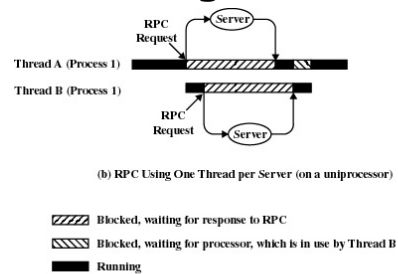 RPC
Request
Server
Thread A (Process 1)
Thread B (Process 1)
RPC
Request
Server
(b) RPC Using One Thread per Server (on a uniprocessor)
Blocked, waiting for response to RPC
Blocked, waiting for processor, which is in use by Thread B
Running